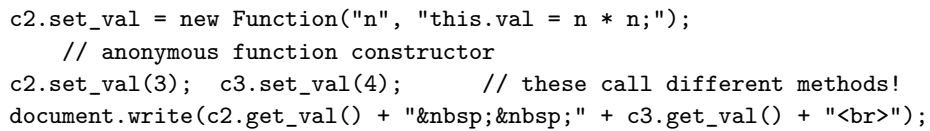 c2.set_val = new Function("n", "this.val = n * n;");
    // anonymous function constructor
c2.set_val(3);  c3.set_val(4);       // these call different methods!
document.write(c2.get_val() + "&nbsp;&nbsp;" + c3.get_val() + "<br>");